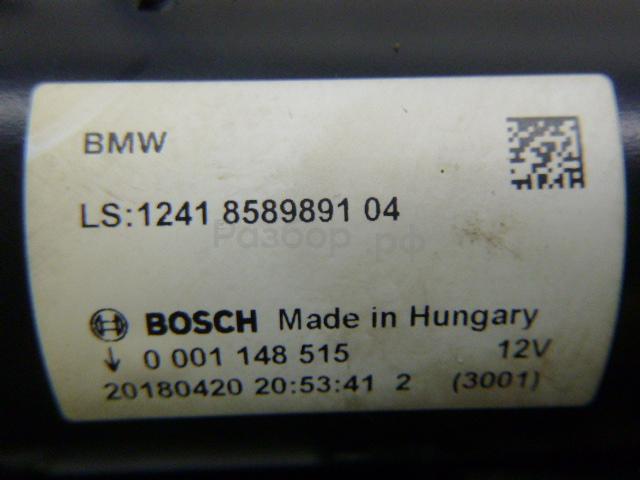 BMW
LS:1241 8589891 04
Разбор.рф
BOSCH Made in Hungary
↓ 0 001 148 515 12V
20180420 20:53:41 2 (3001)